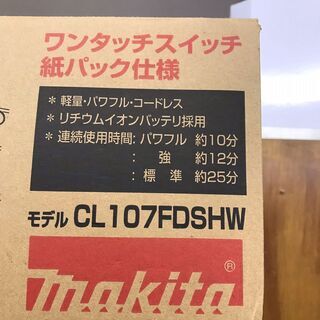 ワンタッチスイッチ
紙パック仕様
＊軽量・パワフル・コードレス
＊リチウムイオンバッテリ採用
＊連続使用時間：パワフル 約10分
：強 約12分
：標準 約25分
モデル CL107FDSHW
makita®